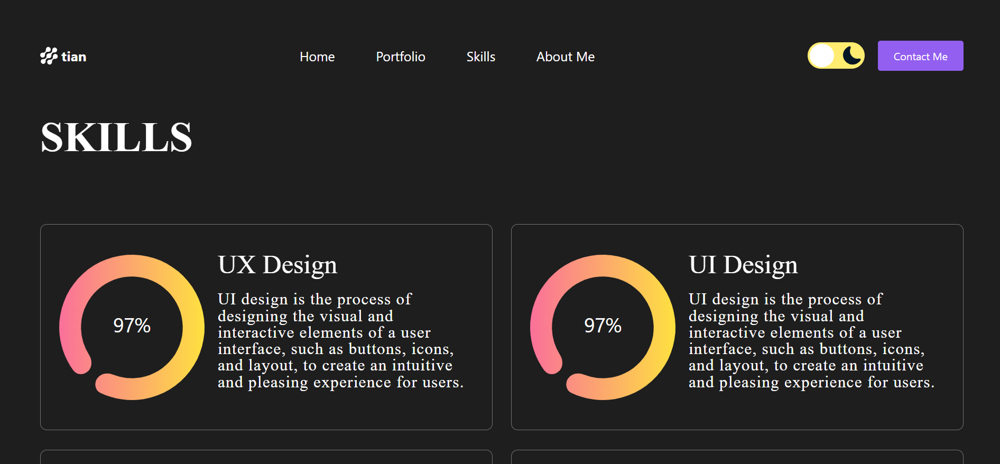 tian
Home Portfolio Skills About Me
Contact Me
SKILLS
97%
UX Design
UI design is the process of
designing the visual and
interactive elements of a user
interface, such as buttons, icons,
and layout, to create an intuitive
and pleasing experience for users.
97%
UI Design
UI design is the process of
designing the visual and
interactive elements of a user
interface, such as buttons, icons,
and layout, to create an intuitive
and pleasing experience for users.